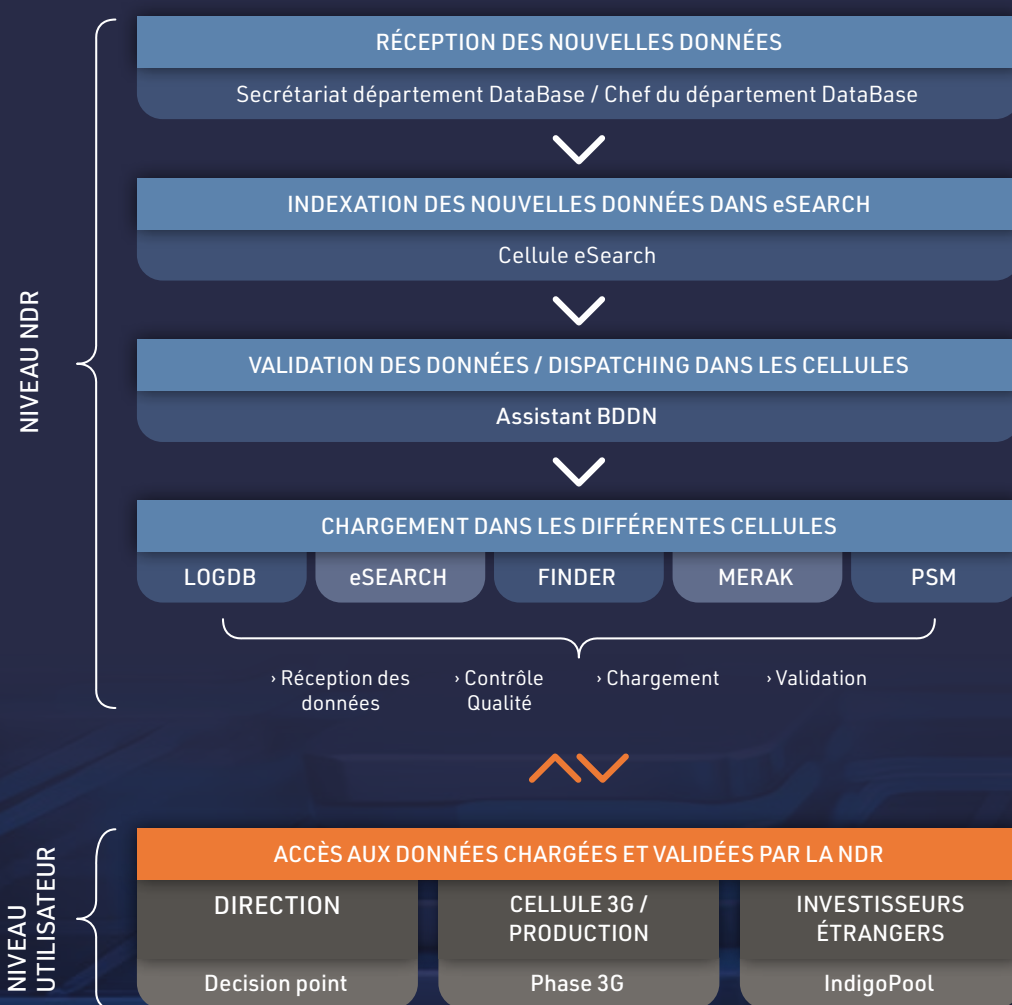 NIVEAU NDR
RÉCEPTION DES NOUVELLES DONNÉES
Secrétariat département DataBase / Chef du département DataBase
INDEXATION DES NOUVELLES DONNÉES DANS eSEARCH
Cellule eSearch
VALIDATION DES DONNÉES / DISPATCHING DANS LES CELLULES
Assistant BDDN
CHARGEMENT DANS LES DIFFÉRENTES CELLULES
LOGDB
eSEARCH
FINDER
MERAK
PSM
› Réception des
données
› Contrôle
Qualité
› Chargement
› Validation
NIVEAU
UTILISATEUR
ACCÈS AUX DONNÉES CHARGÉES ET VALIDÉES PAR LA NDR
DIRECTION
Decision point
CELLULE 3G /
PRODUCTION
Phase 3G
INVESTISSEURS
ÉTRANGERS
IndigoPool